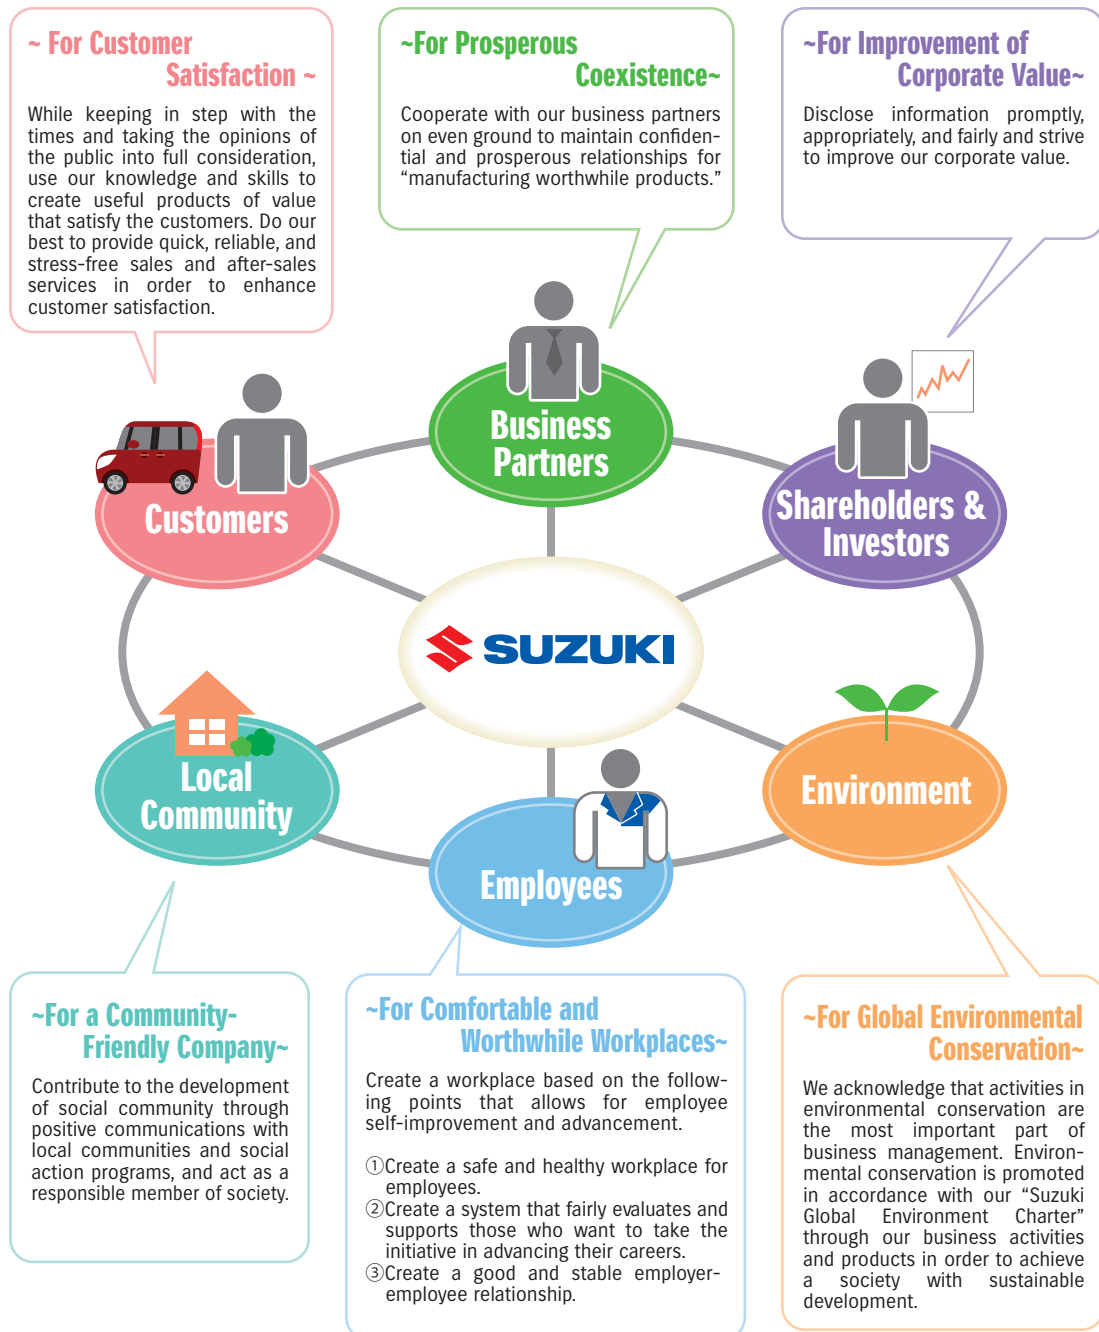 ~ For Customer
Satisfaction ~
While keeping in step with the
times and taking the opinions of
the public into full consideration,
use our knowledge and skills to
create useful products of value
that satisfy the customers. Do our
best to provide quick, reliable, and
stress-free sales and after-sales
services in order to enhance
customer satisfaction.
~For Prosperous
Coexistence~
Cooperate with our business partners
on even ground to maintain confiden-
tial and prosperous relationships for
“manufacturing worthwhile products.”
~For Improvement of
Corporate Value~
Disclose information promptly,
appropriately, and fairly and strive
to improve our corporate value.
Business
Partners
Customers
Shareholders &
Investors
SUZUKI
Local
Community
Environment
Employees
~For a Community-
Friendly Company~
Contribute to the development
of social community through
positive communications with
local communities and social
action programs, and act as a
responsible member of society.
~For Comfortable and
Worthwhile Workplaces~
Create a workplace based on the follow-
ing points that allows for employee
self-improvement and advancement.
①Create a safe and healthy workplace for
employees.
②Create a system that fairly evaluates and
supports those who want to take the
initiative in advancing their careers.
③Create a good and stable employer-
employee relationship.
~For Global Environmental
Conservation~
We acknowledge that activities in
environmental conservation are
the most important part of
business management. Environ-
mental conservation is promoted
in accordance with our “Suzuki
Global Environment Charter”
through our business activities
and products in order to achieve
a society with sustainable
development.